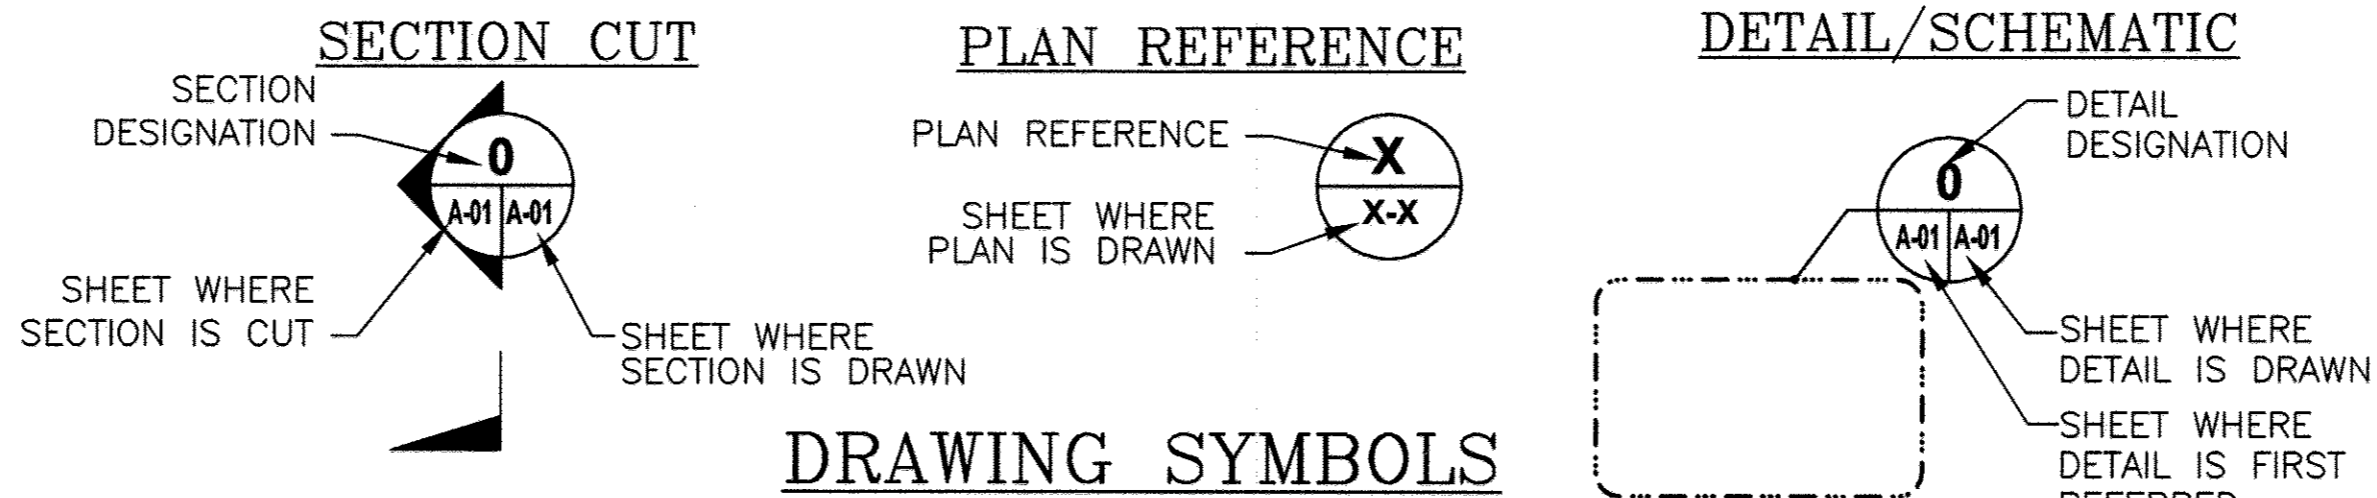 SECTION CUT
SECTION
DESIGNATION
0
A-01 A-01
SHEET WHERE
SECTION IS CUT
SHEET WHERE
SECTION IS DRAWN
PLAN REFERENCE
PLAN REFERENCE
X
X-X
SHEET WHERE
PLAN IS DRAWN
DETAIL/SCHEMATIC
DETAIL
DESIGNATION
0
A-01 A-01
SHEET WHERE
DETAIL IS DRAWN
SHEET WHERE
DETAIL IS FIRST
REFERRED
DRAWING SYMBOLS